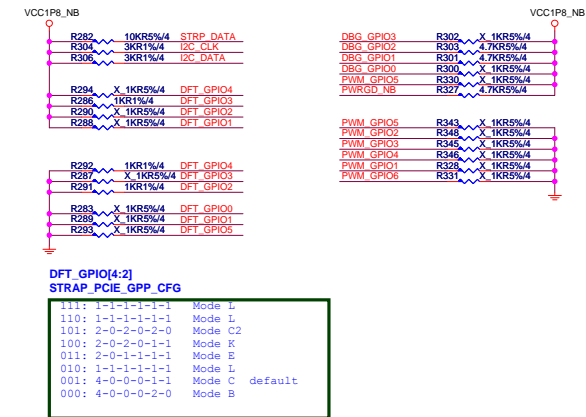 VCC1P8_NB
R282 10KR5%/4 STRP_DATA
R304 3KR1%/4 I2C_CLK
R306 3KR1%/4 I2C_DATA
R294 X_1KR5%/4 DFT_GPIO4
R286 1KR1%/4 DFT_GPIO3
R290 X_1KR5%/4 DFT_GPIO2
R288 X_1KR5%/4 DFT_GPIO1
R292 1KR1%/4 DFT_GPIO4
R287 X_1KR5%/4 DFT_GPIO3
R291 1KR1%/4 DFT_GPIO2
R283 X_1KR5%/4 DFT_GPIO0
R289 X_1KR5%/4 DFT_GPIO1
R293 X_1KR5%/4 DFT_GPIO5
VCC1P8_NB
DBG_GPIO3 R302 X_1KR5%/4
DBG_GPIO2 R303 4.7KR5%/4
DBG_GPIO1 R301 4.7KR5%/4
DBG_GPIO0 R300 X_1KR5%/4
PWM_GPIO5 R330 X_1KR5%/4
PWRGD_NB R327 4.7KR5%/4
PWM_GPIO5 R343 X_1KR5%/4
PWM_GPIO2 R348 X_1KR5%/4
PWM_GPIO3 R345 X_1KR5%/4
PWM_GPIO4 R346 X_1KR5%/4
PWM_GPIO1 R328 X_1KR5%/4
PWM_GPIO6 R331 X_1KR5%/4
DFT_GPIO[4:2]
STRAP_PCIE_GPP_CFG
111: 1-1-1-1-1-1 Mode L
110: 1-1-1-1-1-1 Mode L
101: 2-0-2-0-2-0 Mode C2
100: 2-0-2-0-1-1 Mode K
011: 2-0-1-1-1-1 Mode E
010: 1-1-1-1-1-1 Mode L
001: 4-0-0-0-1-1 Mode C default
000: 4-0-0-0-2-0 Mode B